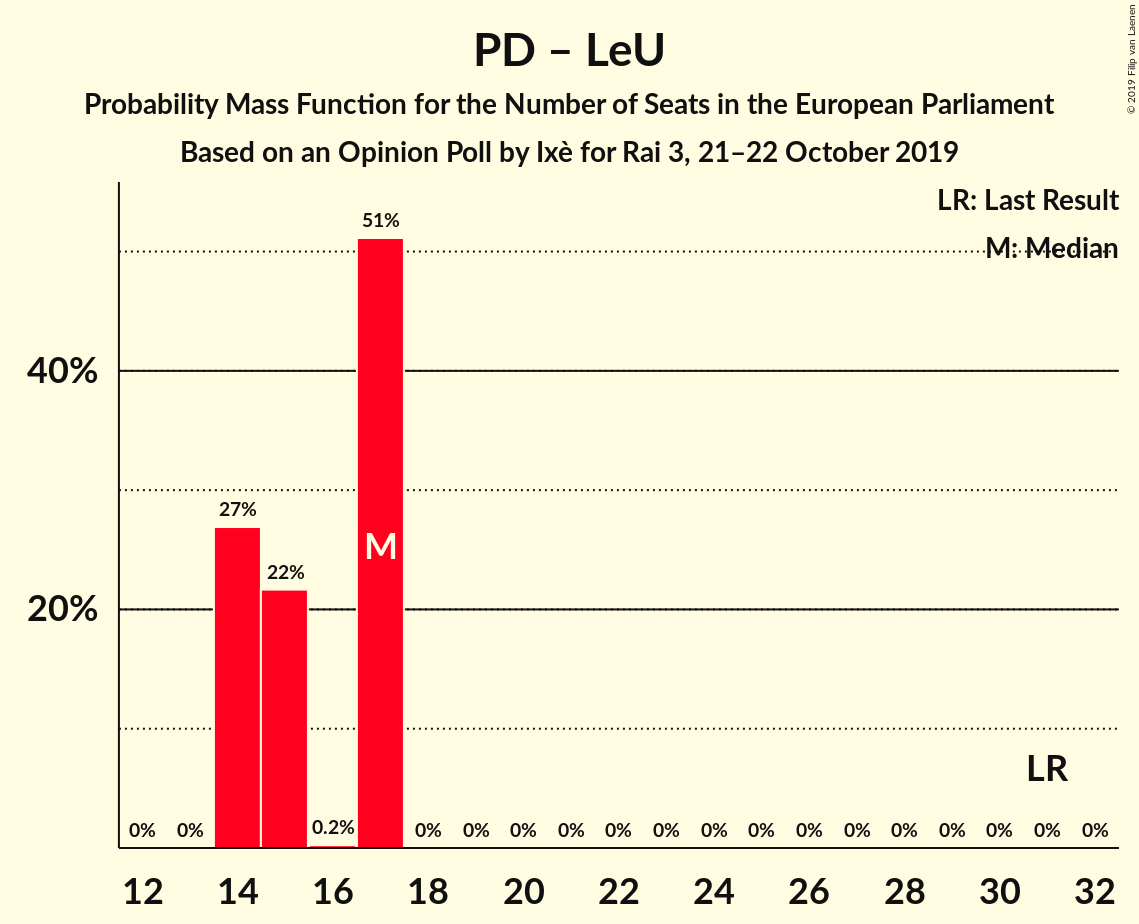 PD – LeU
Probability Mass Function for the Number of Seats in the European Parliament
Based on an Opinion Poll by Ixè for Rai 3, 21–22 October 2019
© 2019 Filip van Laenen
LR: Last Result
M: Median
51%
40%
27%
M
22%
20%
LR
0% 0% 0.2% 0% 0% 0% 0% 0% 0% 0% 0% 0% 0% 0% 0% 0% 0% 0%
12 14 16 18 20 22 24 26 28 30 32